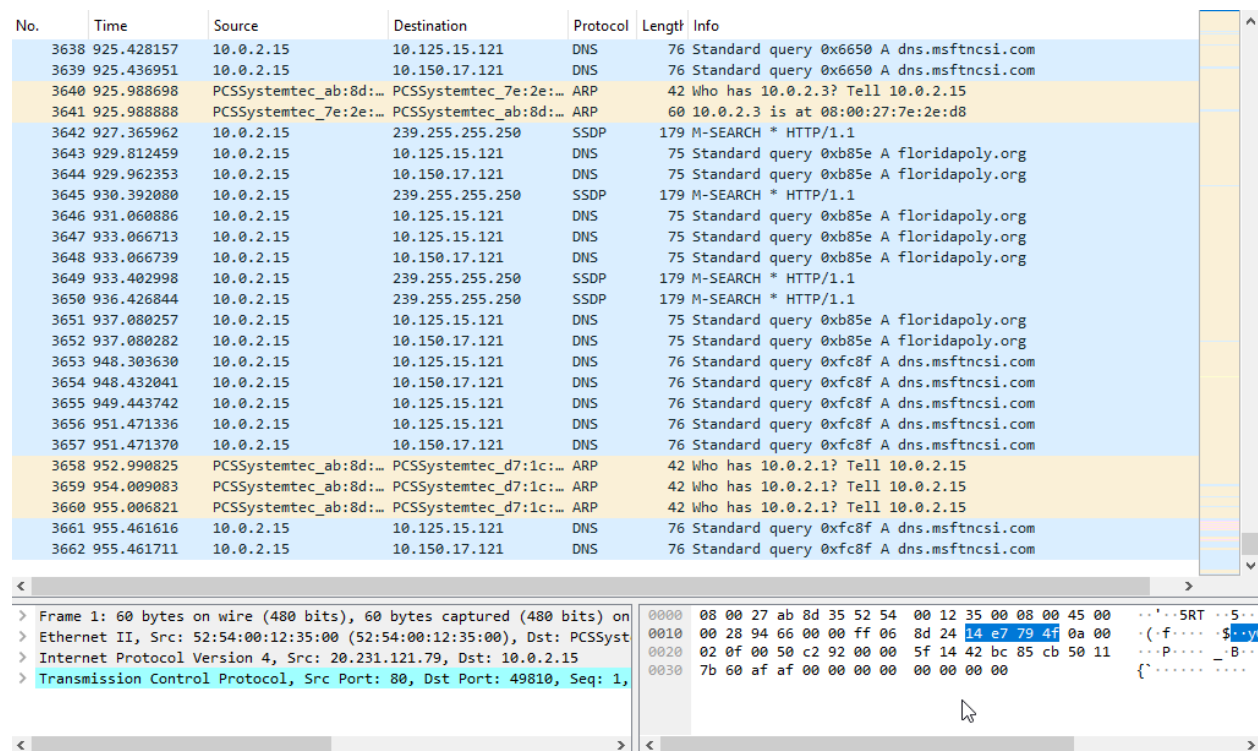 No. Time Source Destination Protocol Length Info
3638 925.428157 10.0.2.15 10.125.15.121 DNS 76 Standard query 0x6650 A dns.msftncsi.com
3639 925.436951 10.0.2.15 10.150.17.121 DNS 76 Standard query 0x6650 A dns.msftncsi.com
3640 925.988698 PCSSystemtec_ab:8d:… PCSSystemtec_7e:2e:… ARP 42 Who has 10.0.2.3? Tell 10.0.2.15
3641 925.988888 PCSSystemtec_7e:2e:… PCSSystemtec_ab:8d:… ARP 60 10.0.2.3 is at 08:00:27:7e:2e:d8
3642 927.365962 10.0.2.15 239.255.255.250 SSDP 179 M-SEARCH * HTTP/1.1
3643 929.812459 10.0.2.15 10.125.15.121 DNS 75 Standard query 0xb85e A floridapoly.org
3644 929.962353 10.0.2.15 10.150.17.121 DNS 75 Standard query 0xb85e A floridapoly.org
3645 930.392080 10.0.2.15 239.255.255.250 SSDP 179 M-SEARCH * HTTP/1.1
3646 931.060886 10.0.2.15 10.125.15.121 DNS 75 Standard query 0xb85e A floridapoly.org
3647 933.066713 10.0.2.15 10.125.15.121 DNS 75 Standard query 0xb85e A floridapoly.org
3648 933.066739 10.0.2.15 10.150.17.121 DNS 75 Standard query 0xb85e A floridapoly.org
3649 933.402998 10.0.2.15 239.255.255.250 SSDP 179 M-SEARCH * HTTP/1.1
3650 936.426844 10.0.2.15 239.255.255.250 SSDP 179 M-SEARCH * HTTP/1.1
3651 937.080257 10.0.2.15 10.125.15.121 DNS 75 Standard query 0xb85e A floridapoly.org
3652 937.080282 10.0.2.15 10.150.17.121 DNS 75 Standard query 0xb85e A floridapoly.org
3653 948.303630 10.0.2.15 10.125.15.121 DNS 76 Standard query 0xfc8f A dns.msftncsi.com
3654 948.432041 10.0.2.15 10.150.17.121 DNS 76 Standard query 0xfc8f A dns.msftncsi.com
3655 949.443742 10.0.2.15 10.125.15.121 DNS 76 Standard query 0xfc8f A dns.msftncsi.com
3656 951.471336 10.0.2.15 10.125.15.121 DNS 76 Standard query 0xfc8f A dns.msftncsi.com
3657 951.471370 10.0.2.15 10.150.17.121 DNS 76 Standard query 0xfc8f A dns.msftncsi.com
3658 952.990825 PCSSystemtec_ab:8d:… PCSSystemtec_d7:1c:… ARP 42 Who has 10.0.2.1? Tell 10.0.2.15
3659 954.009083 PCSSystemtec_ab:8d:… PCSSystemtec_d7:1c:… ARP 42 Who has 10.0.2.1? Tell 10.0.2.15
3660 955.006821 PCSSystemtec_ab:8d:… PCSSystemtec_d7:1c:… ARP 42 Who has 10.0.2.1? Tell 10.0.2.15
3661 955.461616 10.0.2.15 10.125.15.121 DNS 76 Standard query 0xfc8f A dns.msftncsi.com
3662 955.461711 10.0.2.15 10.150.17.121 DNS 76 Standard query 0xfc8f A dns.msftncsi.com
> Frame 1: 60 bytes on wire (480 bits), 60 bytes captured (480 bits) on
> Ethernet II, Src: 52:54:00:12:35:00 (52:54:00:12:35:00), Dst: PCSSyst
> Internet Protocol Version 4, Src: 20.231.121.79, Dst: 10.0.2.15
> Transmission Control Protocol, Src Port: 80, Dst Port: 49810, Seq: 1,
0000 08 00 27 ab 8d 35 52 54 00 12 35 00 08 00 45 00 ··'··5RT ··5···E·
0010 00 28 94 66 00 00 ff 06 8d 24 14 e7 79 4f 0a 00 ·(·f···· ·$··y
0020 02 0f 00 50 c2 92 00 00 5f 14 42 bc 85 cb 50 11 ···P···· _·B···
0030 7b 60 af af 00 00 00 00 00 00 00 00 {`······ ····